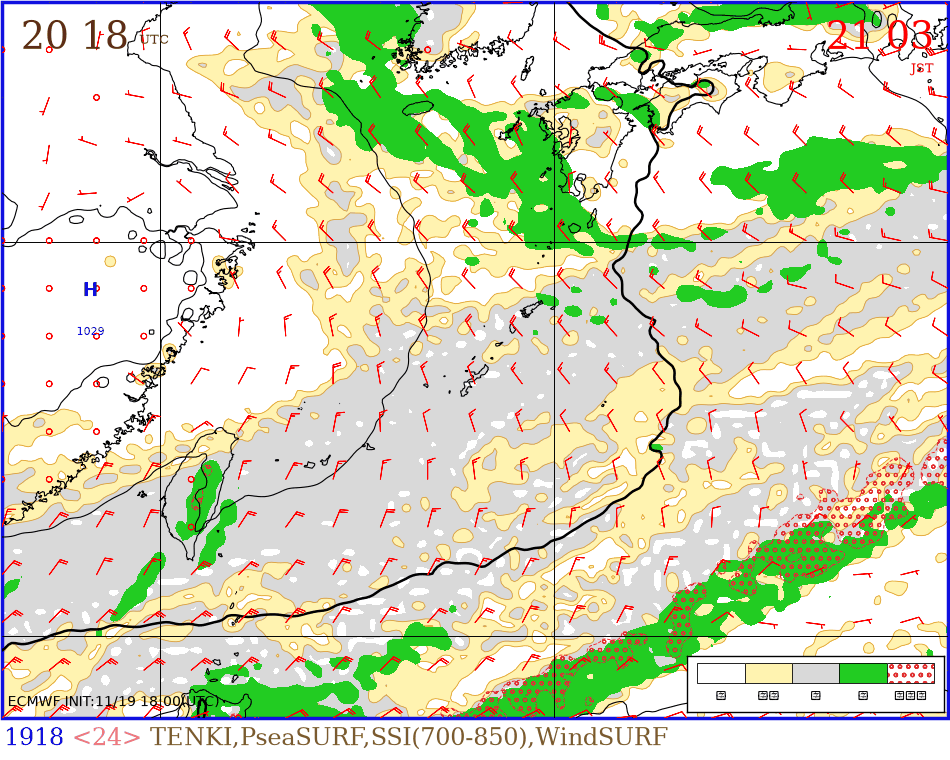 20 18 UTC
21 03
JST
H
1029
ECMWF INIT:11/19 18:00(UTC)
1918 <24> TENKI,PseaSURF,SSI(700-850),WindSURF